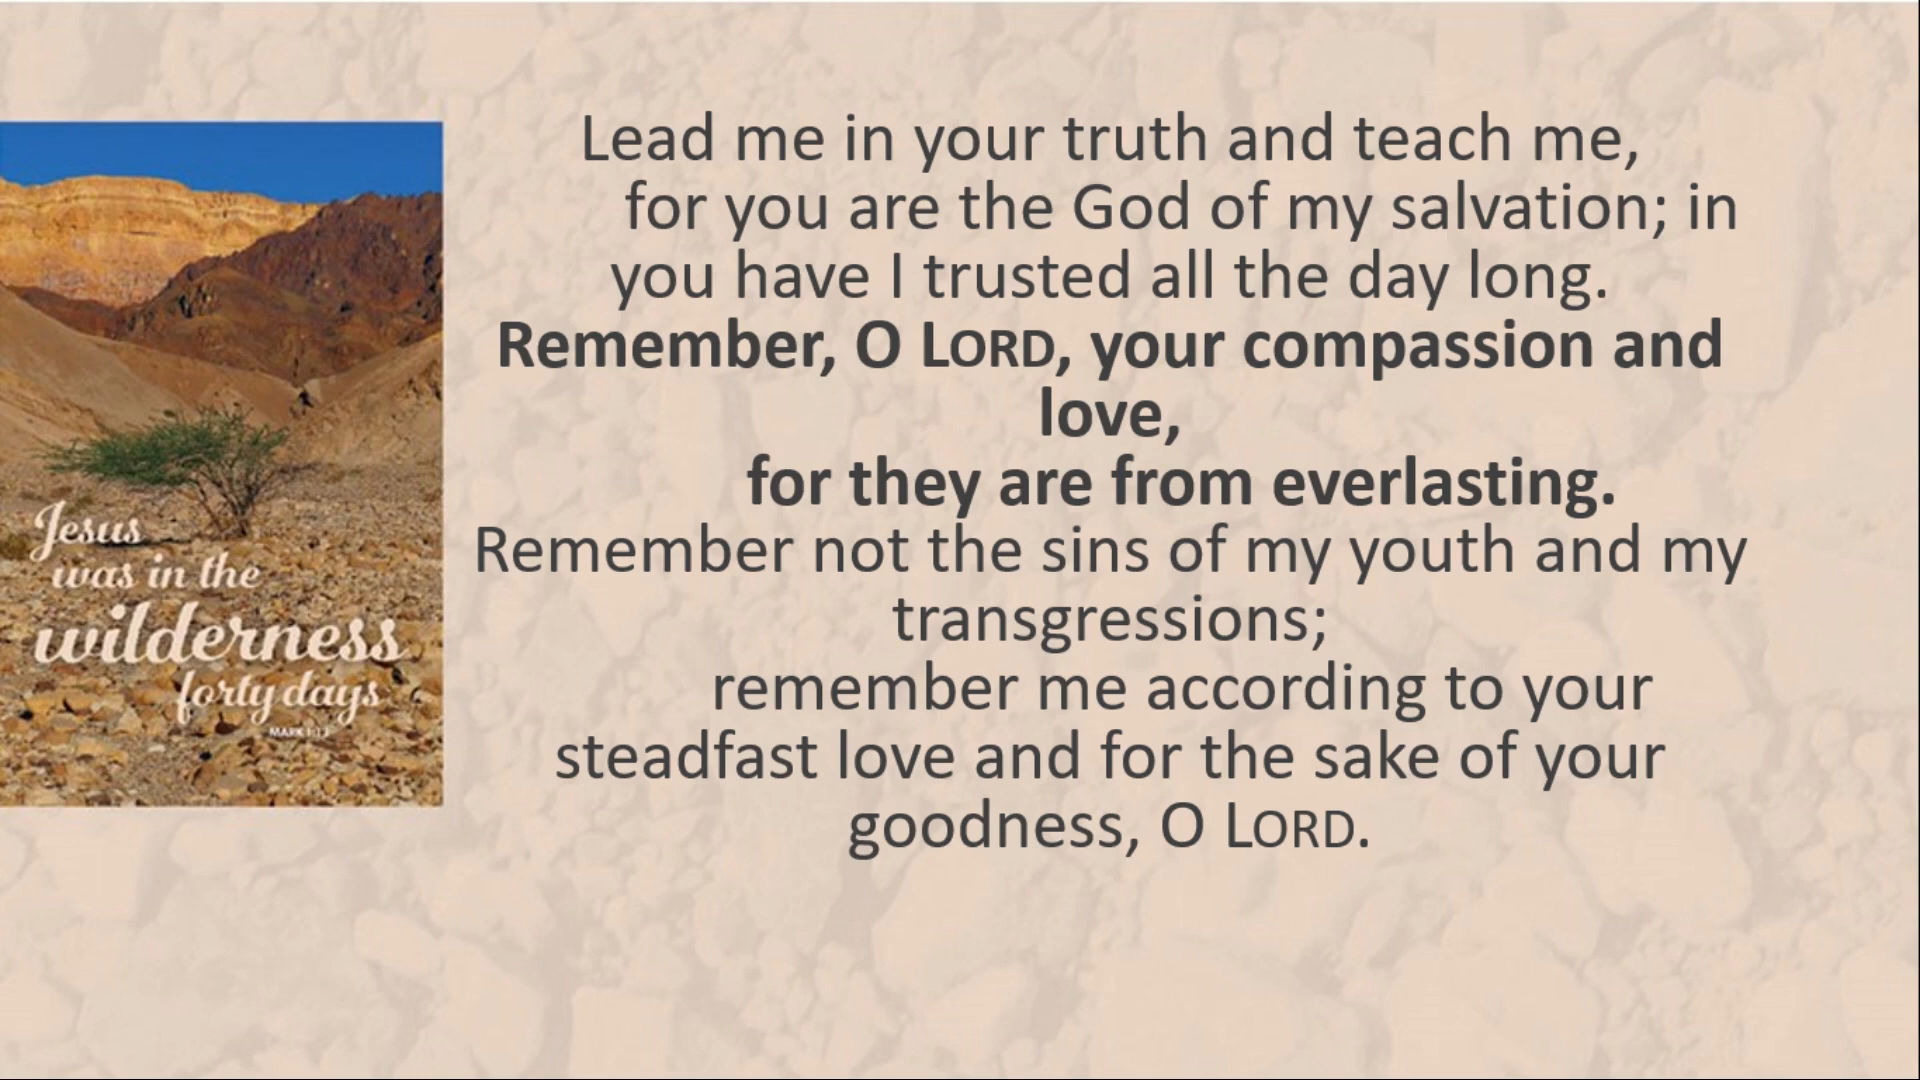 Lead me in your truth and teach me,
for you are the God of my salvation; in
you have I trusted all the day long.
Remember, O LORD, your compassion and
love,
for they are from everlasting.
Remember not the sins of my youth and my
transgressions;
remember me according to your
steadfast love and for the sake of your
goodness, O LORD.
Jesus
was in the
wilderness
forty days
MARK 1:13